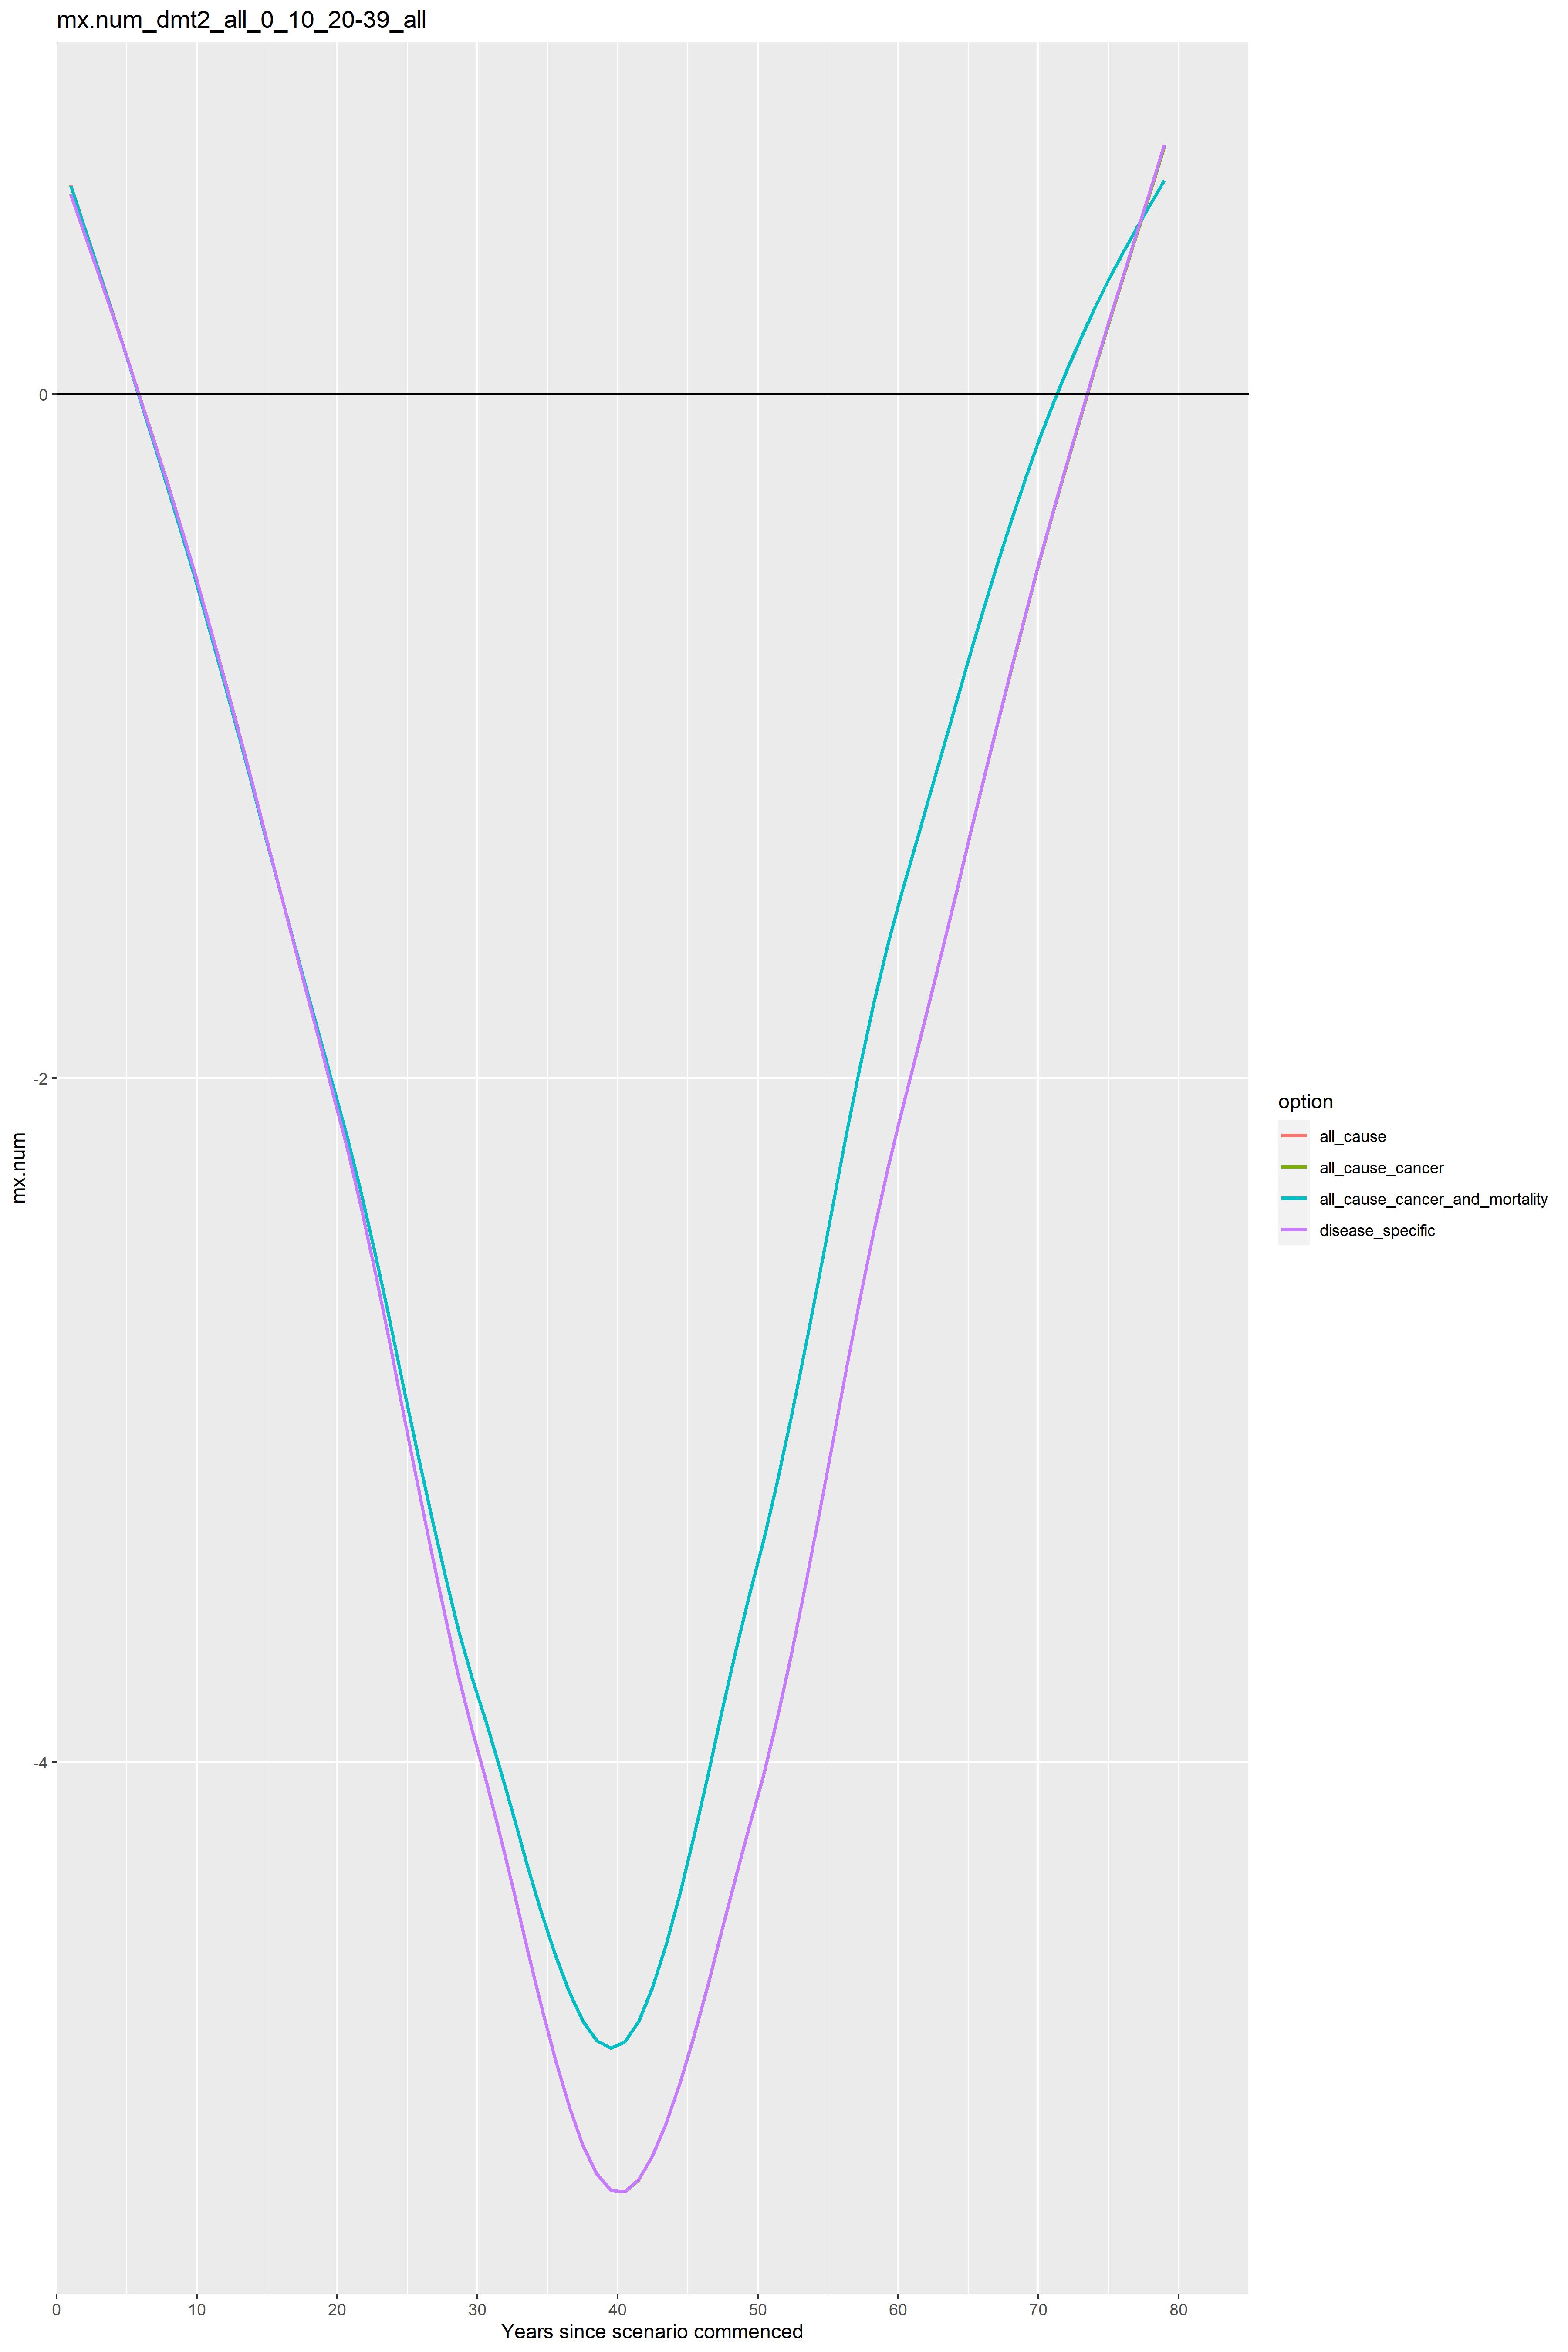 mx.num_dmt2_all_0_10_20-39_all
mx.num
0
-2
-4
0 10 20 30 40 50 60 70 80
Years since scenario commenced
option
all_cause
all_cause_cancer
all_cause_cancer_and_mortality
disease_specific